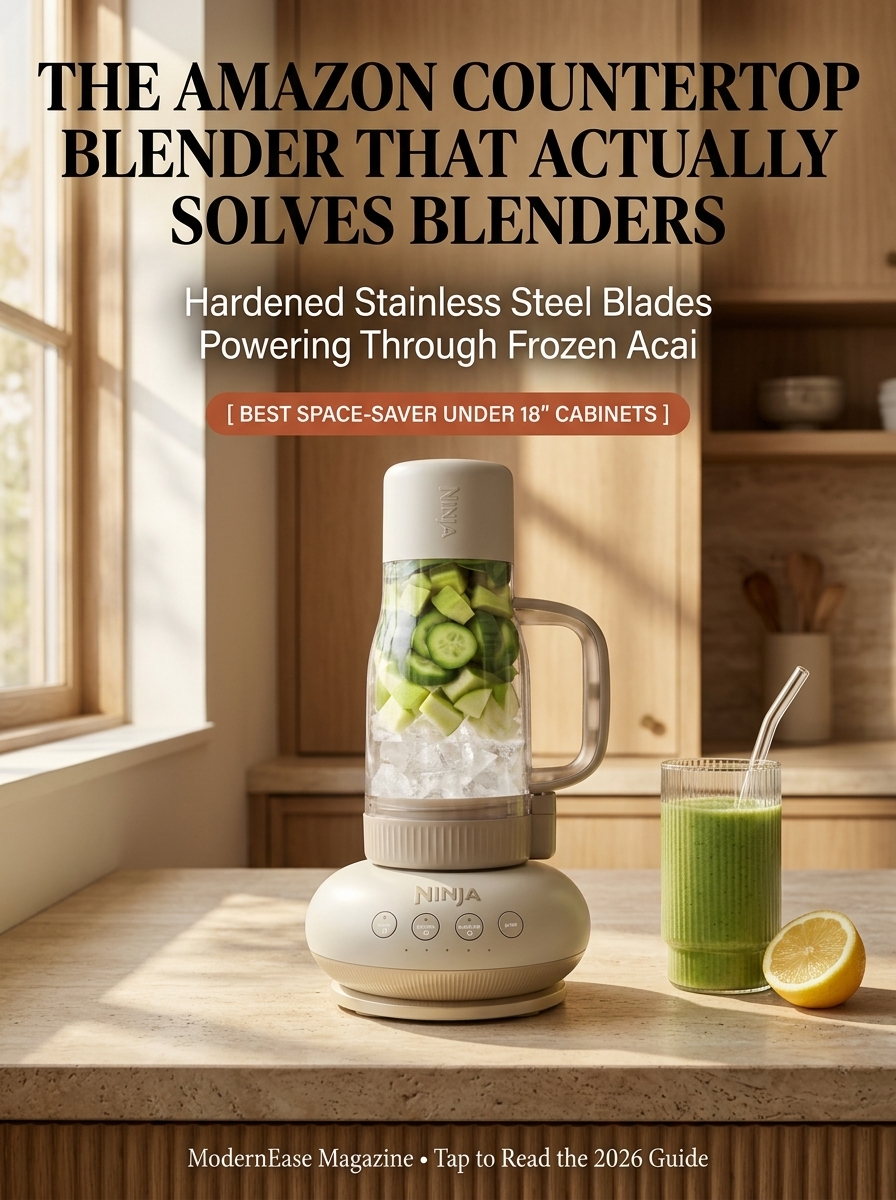 THE AMAZON COUNTERTOP
BLENDER THAT ACTUALLY
SOLVES BLENDERS
Hardened Stainless Steel Blades
Powering Through Frozen Acai
[ BEST SPACE-SAVER UNDER 18″ CABINETS ]
NINJA
NINJA
ModernEase Magazine • Tap to Read the 2026 Guide